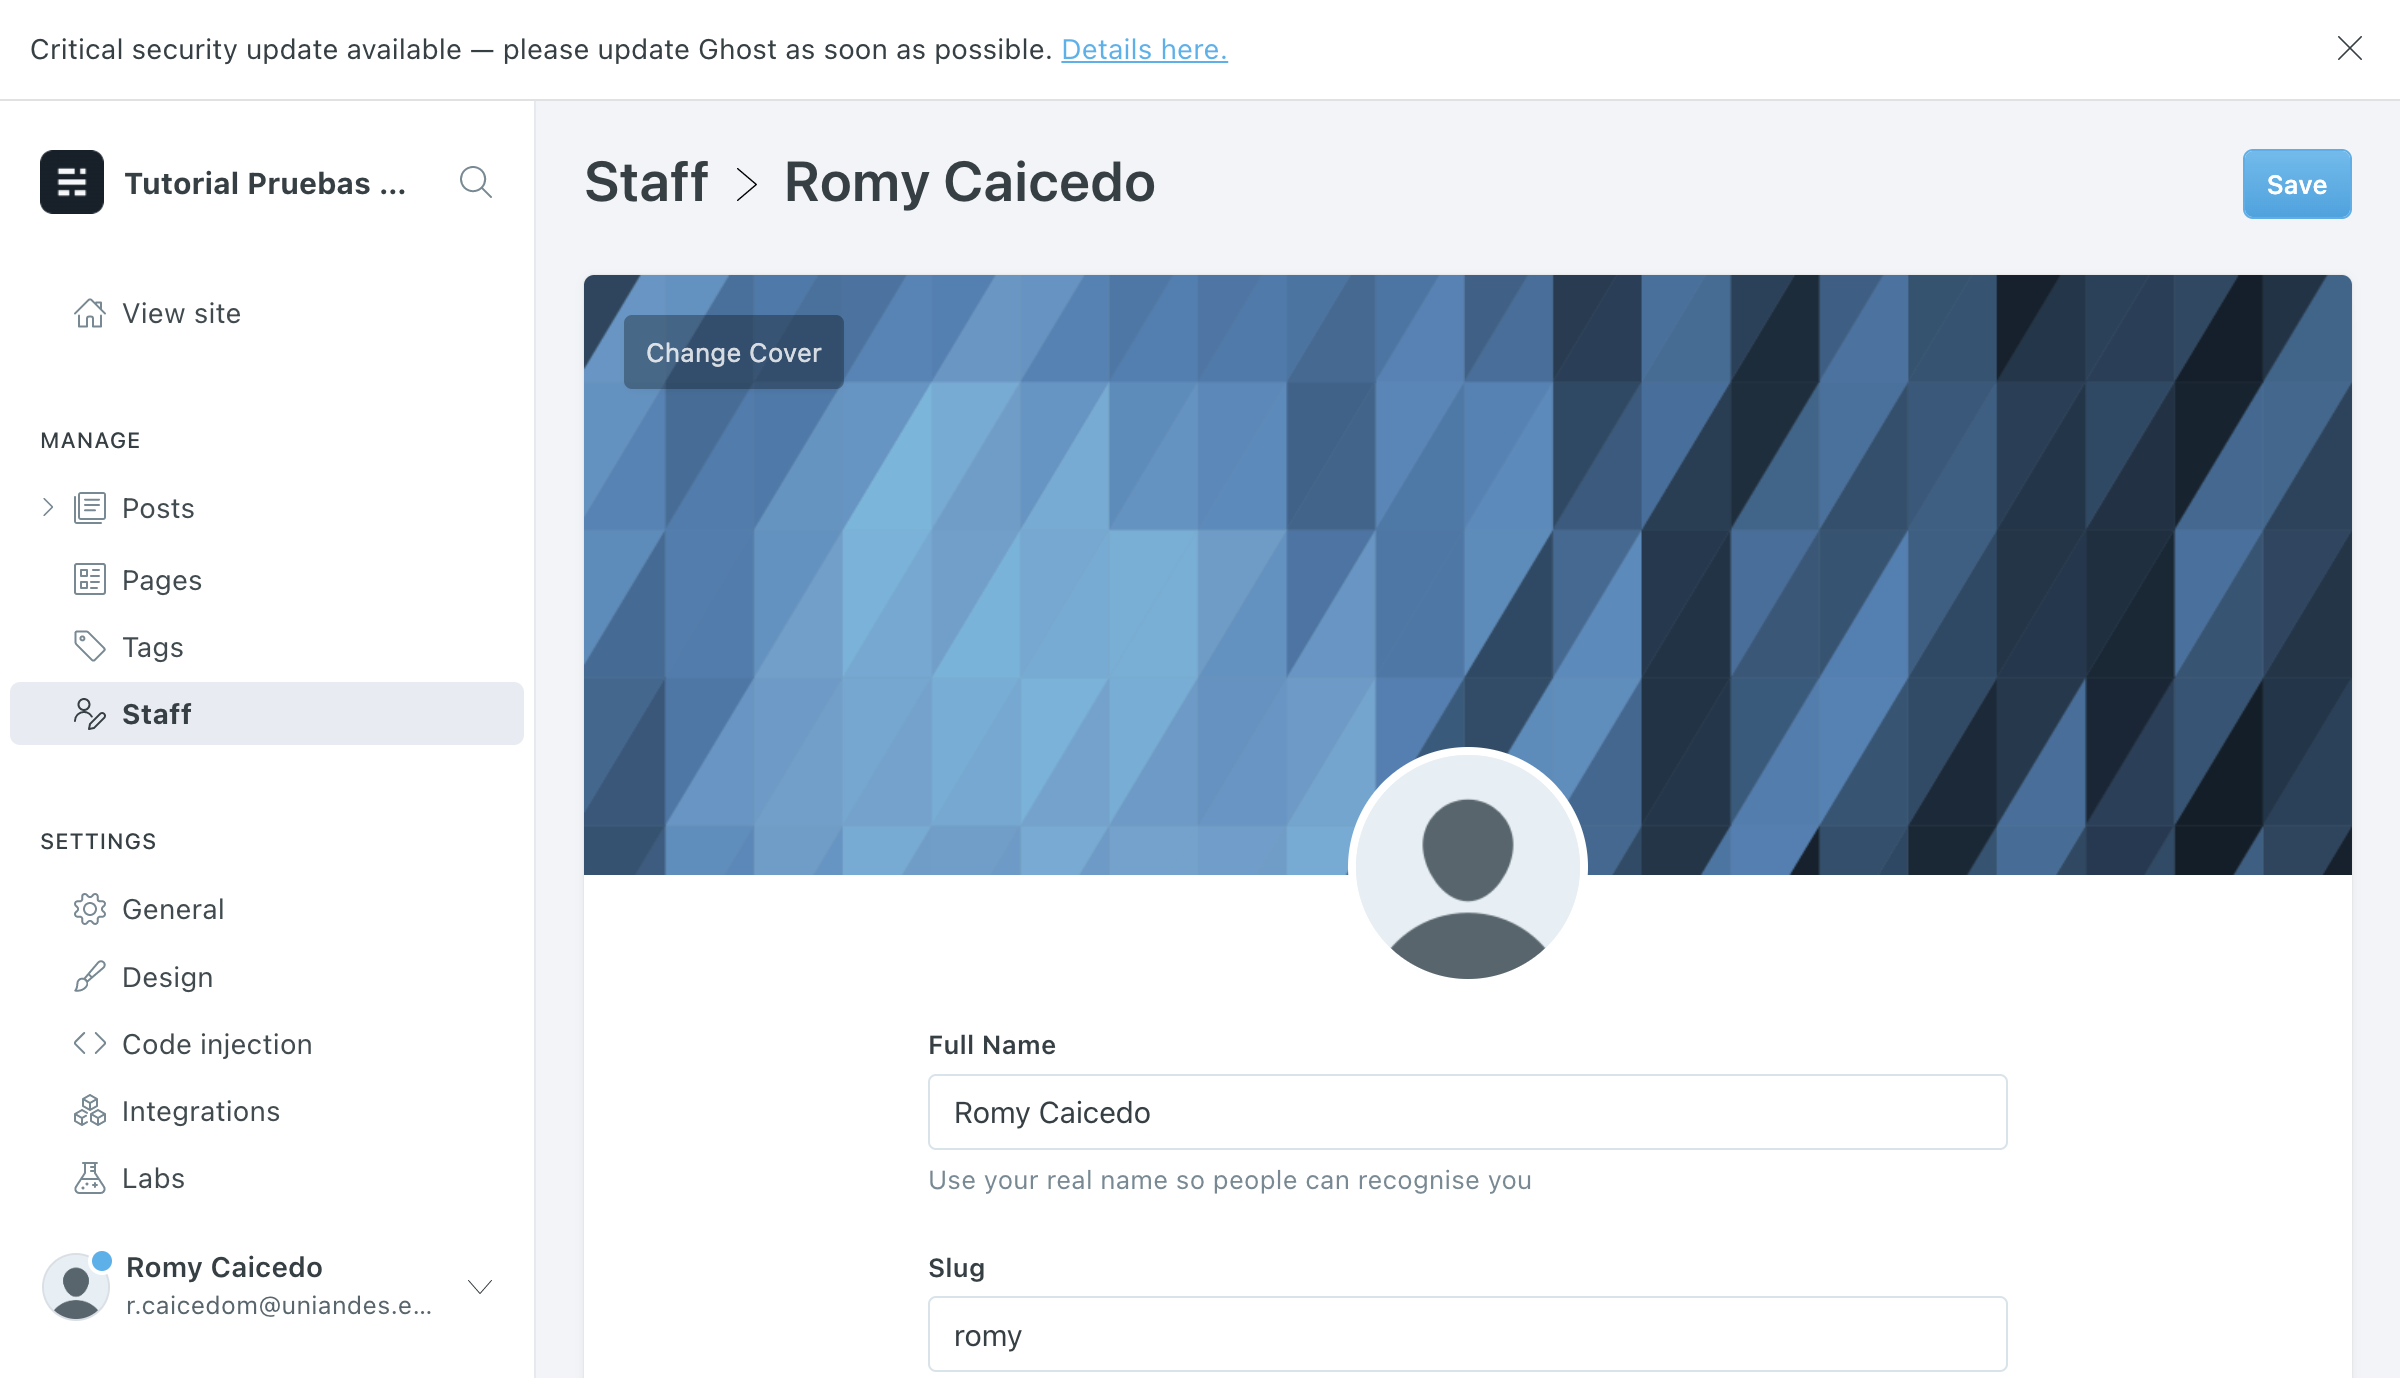 Critical security update available — please update Ghost as soon as possible. Details here.
Tutorial Pruebas ...
View site
MANAGE
Posts
Pages
Tags
Staff
SETTINGS
General
Design
Code injection
Integrations
Labs
Romy Caicedo
r.caicedom@uniandes.e...
Staff > Romy Caicedo
Save
Change Cover
Full Name
Romy Caicedo
Use your real name so people can recognise you
Slug
romy